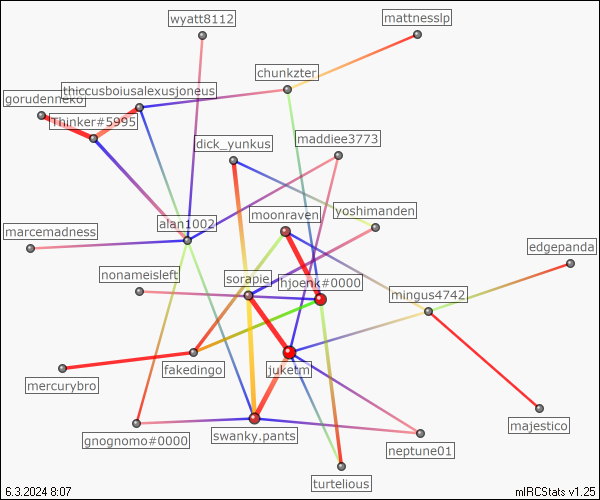 wyatt8112
mattnesslp
chunkzter
thiccusboiusalexusjoneus
gorudenneko
Thinker#5995
dick_yunkus
maddiee3773
moonraven
yoshimanden
alan1002
marcemadness
edgepanda
nonameisleft
sorapie
hjoenk#0000
mingus4742
fakedingo
juketm
mercurybro
majestico
gnognomo#0000
swanky.pants
neptune01
turtelious
6.3.2024 8:07
mIRCStats v1.25